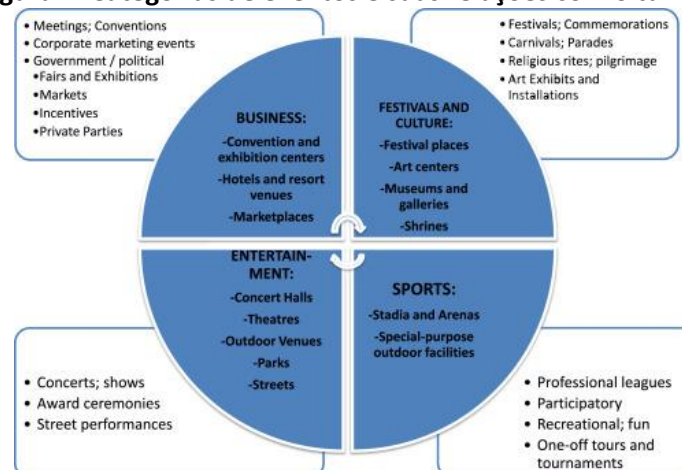 • Meetings; Conventions
• Corporate marketing events
• Government / political
•Fairs and Exhibitions
•Markets
•Incentives
•Private Parties
• Festivals; Commemorations
• Carnivals; Parades
• Religious rites; pilgrimage
• Art Exhibits and
Installations
BUSINESS:
-Convention and
exhibition centers
-Hotels and resort
venues
-Marketplaces
FESTIVALS AND
CULTURE:
-Festival places
-Art centers
-Museums and
galleries
-Shrines
ENTERTAIN-
MENT:
-Concert Halls
-Theatres
-Outdoor Venues
-Parks
-Streets
SPORTS:
-Stadia and Arenas
-Special-purpose
outdoor facilities
• Concerts; shows
• Award ceremonies
• Street performances
• Professional leagues
• Participatory
• Recreational; fun
• One-off tours and
tournaments